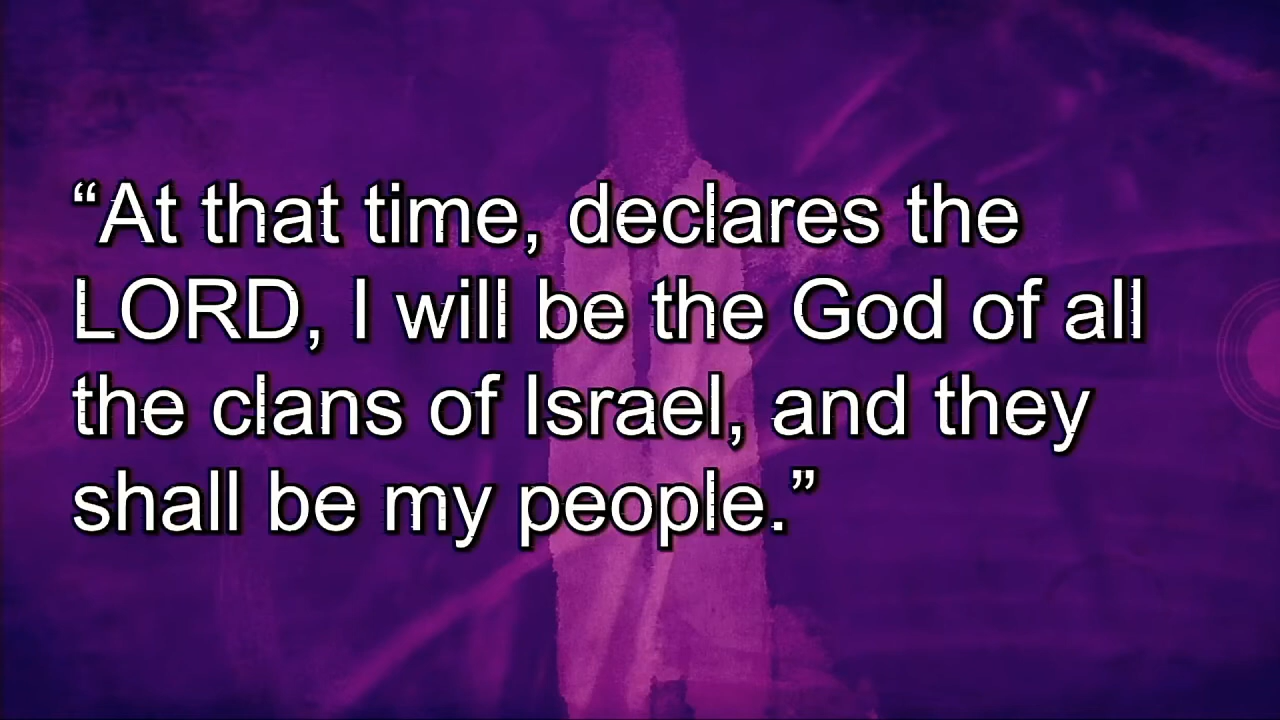 “At that time, declares the
LORD, I will be the God of all
the clans of Israel, and they
shall be my people.”